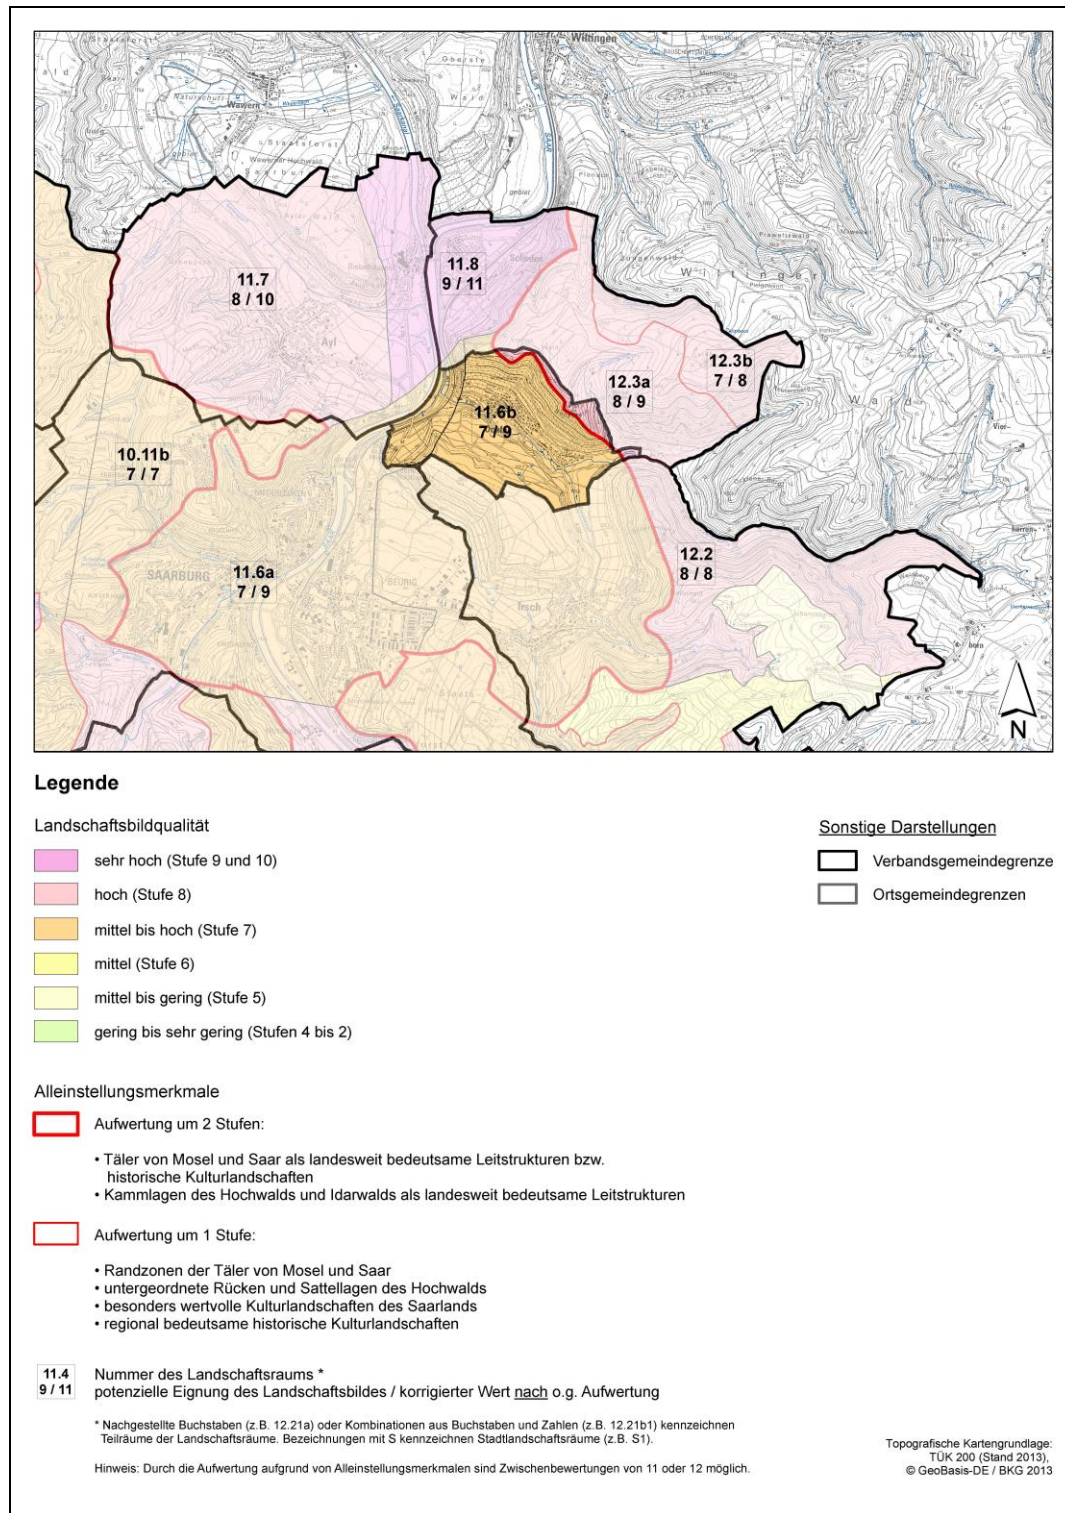 Wiltingen
Wawern
Wawerner Hochwald
11.7
8 / 10
11.8
9 / 11
Ayl
12.3b
7 / 8
12.3a
8 / 9
11.6b
7 / 9
10.11b
7 / 7
12.2
8 / 8
SAARBURG
11.6a
7 / 9
BEURIG
Irsch
N
Legende
Landschaftsbildqualität
sehr hoch (Stufe 9 und 10)
hoch (Stufe 8)
mittel bis hoch (Stufe 7)
mittel (Stufe 6)
mittel bis gering (Stufe 5)
gering bis sehr gering (Stufen 4 bis 2)
Sonstige Darstellungen
Verbandsgemeindegrenze
Ortsgemeindegrenzen
Alleinstellungsmerkmale
Aufwertung um 2 Stufen:
• Täler von Mosel und Saar als landesweit bedeutsame Leitstrukturen bzw.
historische Kulturlandschaften
• Kammlagen des Hochwalds und Idarwalds als landesweit bedeutsame Leitstrukturen
Aufwertung um 1 Stufe:
• Randzonen der Täler von Mosel und Saar
• untergeordnete Rücken und Sattellagen des Hochwalds
• besonders wertvolle Kulturlandschaften des Saarlands
• regional bedeutsame historische Kulturlandschaften
11.4
9 / 11
Nummer des Landschaftsraums *
potenzielle Eignung des Landschaftsbildes / korrigierter Wert nach o.g. Aufwertung
* Nachgestellte Buchstaben (z.B. 12.21a) oder Kombinationen aus Buchstaben und Zahlen (z.B. 12.21b1) kennzeichnen
Teilräume der Landschaftsräume. Bezeichnungen mit S kennzeichnen Stadtlandschaftsräume (z.B. S1).
Hinweis: Durch die Aufwertung aufgrund von Alleinstellungsmerkmalen sind Zwischenbewertungen von 11 oder 12 möglich.
Topografische Kartengrundlage:
TÜK 200 (Stand 2013),
© GeoBasis-DE / BKG 2013